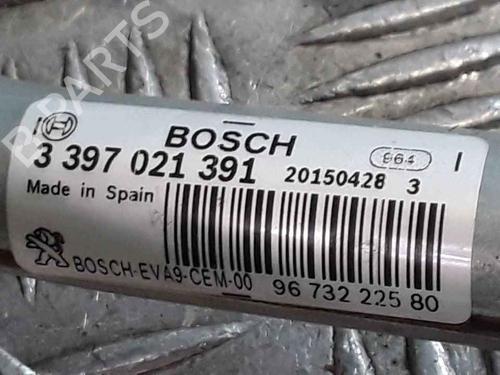 B-PARTS
BOSCH
964 I
3 397 021 391 20150428 3
Made in Spain
BOSCH-EVA9-CEM-00 96 732 225 80